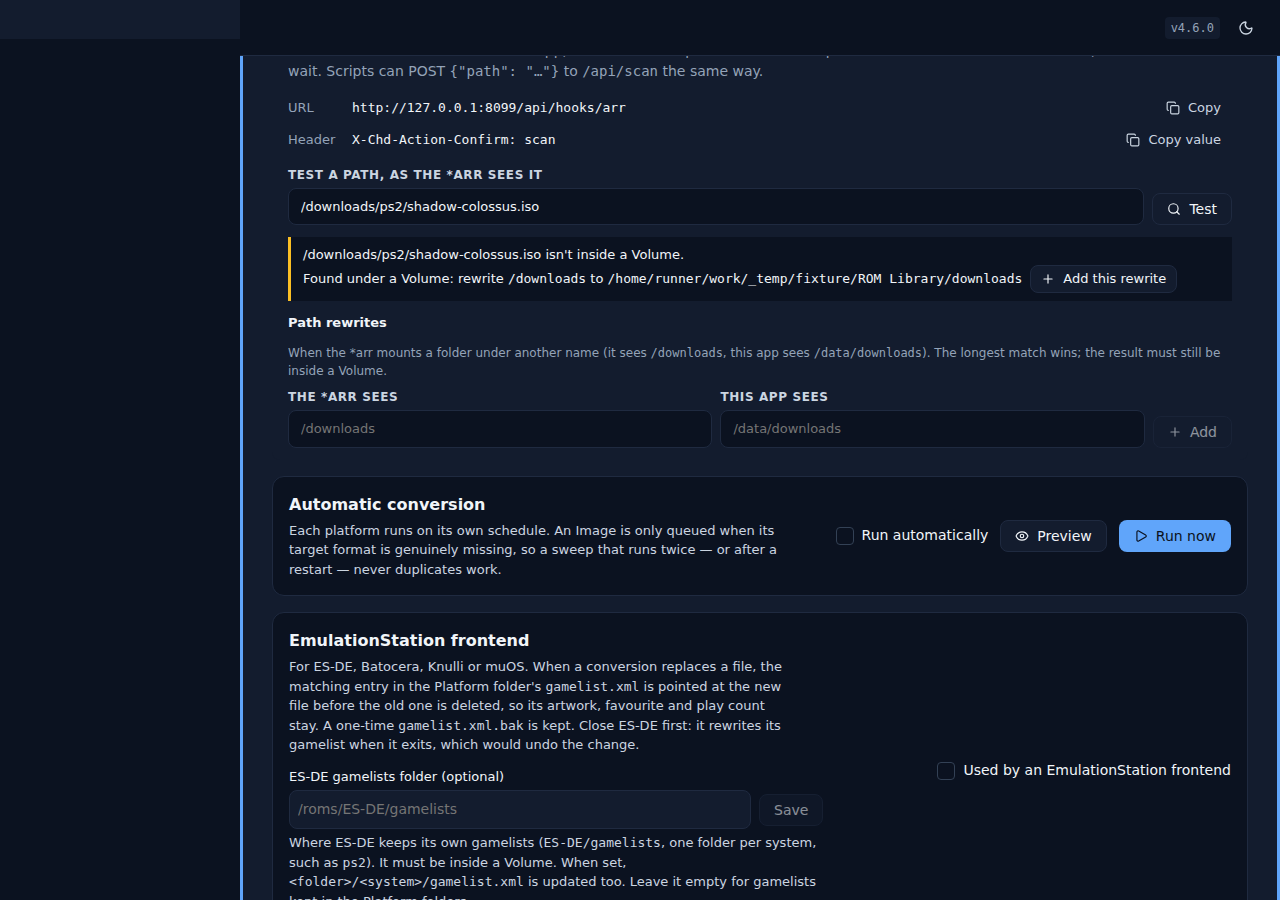 v4.6.0
wait. Scripts can POST {"path": "…"} to /api/scan the same way.
URL http://127.0.0.1:8099/api/hooks/arr Copy
Header X-Chd-Action-Confirm: scan Copy value
TEST A PATH, AS THE *ARR SEES IT
/downloads/ps2/shadow-colossus.iso Test
/downloads/ps2/shadow-colossus.iso isn't inside a Volume.
Found under a Volume: rewrite /downloads to /home/runner/work/_temp/fixture/ROM Library/downloads Add this rewrite
Path rewrites
When the *arr mounts a folder under another name (it sees /downloads, this app sees /data/downloads). The longest match wins; the result must still be
inside a Volume.
THE *ARR SEES THIS APP SEES
/downloads /data/downloads Add
Automatic conversion
Each platform runs on its own schedule. An Image is only queued when its
target format is genuinely missing, so a sweep that runs twice — or after a
restart — never duplicates work.
Run automatically Preview Run now
EmulationStation frontend
For ES-DE, Batocera, Knulli or muOS. When a conversion replaces a file, the
matching entry in the Platform folder's gamelist.xml is pointed at the new
file before the old one is deleted, so its artwork, favourite and play count
stay. A one-time gamelist.xml.bak is kept. Close ES-DE first: it rewrites its
gamelist when it exits, which would undo the change.
Used by an EmulationStation frontend
ES-DE gamelists folder (optional)
/roms/ES-DE/gamelists Save
Where ES-DE keeps its own gamelists (ES-DE/gamelists, one folder per system,
such as ps2). It must be inside a Volume. When set,
<folder>/<system>/gamelist.xml is updated too. Leave it empty for gamelists
kept in the Platform folders.